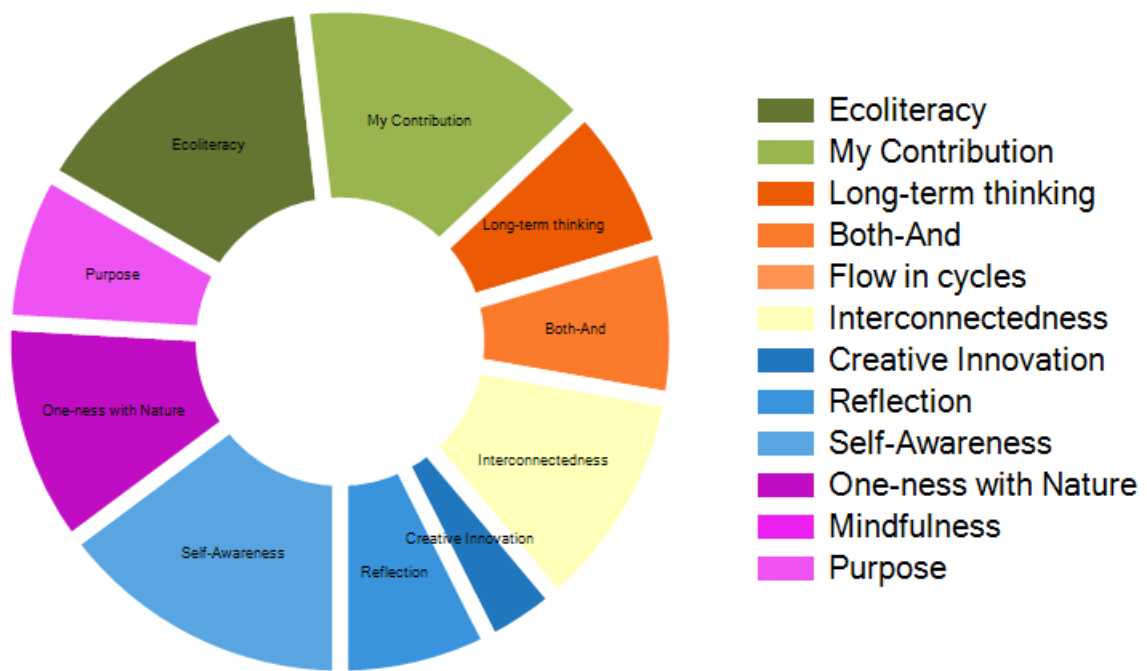 My Contribution
Ecoliteracy
Long-term thinking
Purpose
Both-And
One-ness with Nature
Interconnectedness
Creative Innovation
Self-Awareness
Reflection
Ecoliteracy
My Contribution
Long-term thinking
Both-And
Flow in cycles
Interconnectedness
Creative Innovation
Reflection
Self-Awareness
One-ness with Nature
Mindfulness
Purpose